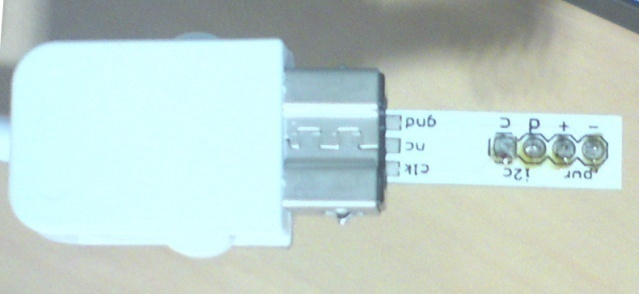 pwr i2c
- + d c
clk
nc
gnd